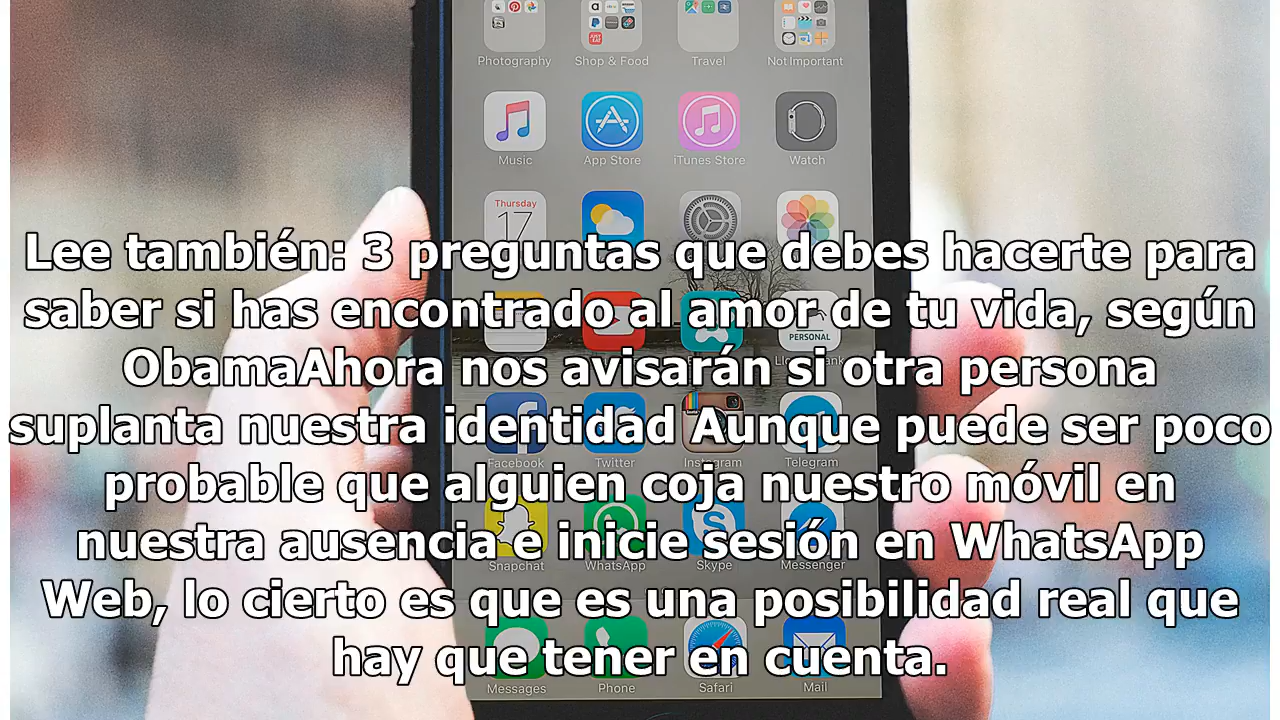 Photography Shop & Food Travel Not Important
Music App Store iTunes Store Watch
Thursday
17
Lee también: 3 preguntas que debes hacerte para
saber si has encontrado al amor de tu vida, según
PERSONAL
ObamaAhora nos avisarán si otra persona
suplanta nuestra identidad Aunque puede ser poco
Facebook Twitter Instagram Telegram
probable que alguien coja nuestro móvil en
nuestra ausencia e inicie sesión en WhatsApp
Snapchat WhatsApp Skype Messenger
Web, lo cierto es que es una posibilidad real que
hay que tener en cuenta.
Messages Phone Safari Mail